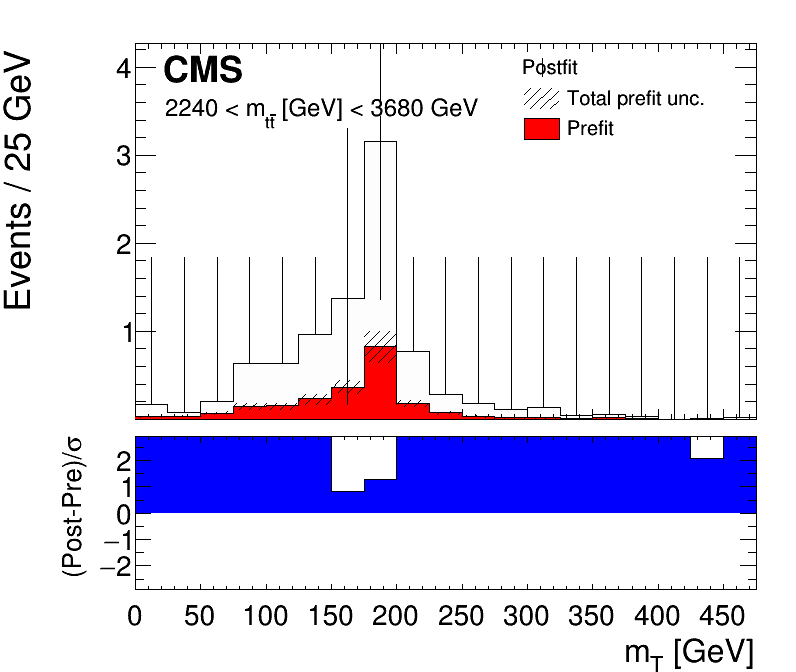 CMS
2240 < m_tt̄ [GeV] < 3680 GeV
Postfit
Total prefit unc.
Prefit
Events / 25 GeV
4
3
2
1
(Post-Pre)/σ
2
1
0
−1
−2
0 50 100 150 200 250 300 350 400 450
m_T [GeV]